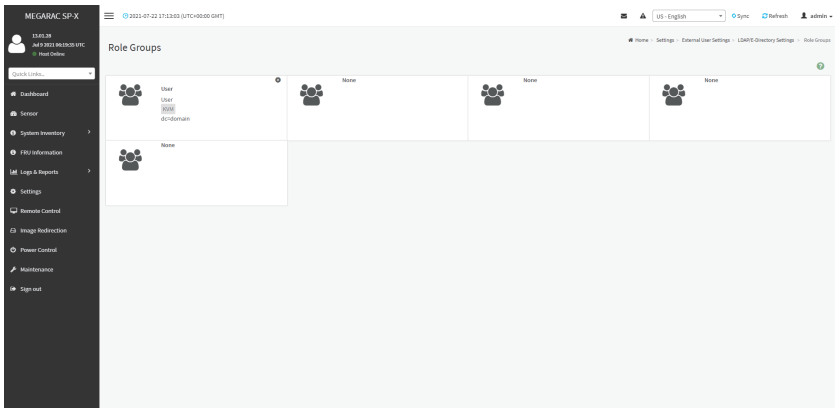 MEGARAC SP-X
2021-07-22 17:13:03 (UTC+00:00 GMT)
US - English
Sync
Refresh
admin
13.01.28
Jul 9 2021 06:19:35 UTC
Host Online
Quick Links...
Dashboard
Sensor
System Inventory
FRU Information
Logs & Reports
Settings
Remote Control
Image Redirection
Power Control
Maintenance
Sign out
Role Groups
Home > Settings > External User Settings > LDAP/E-Directory Settings > Role Groups
User
User
KVM
dc=domain
None
None
None
None